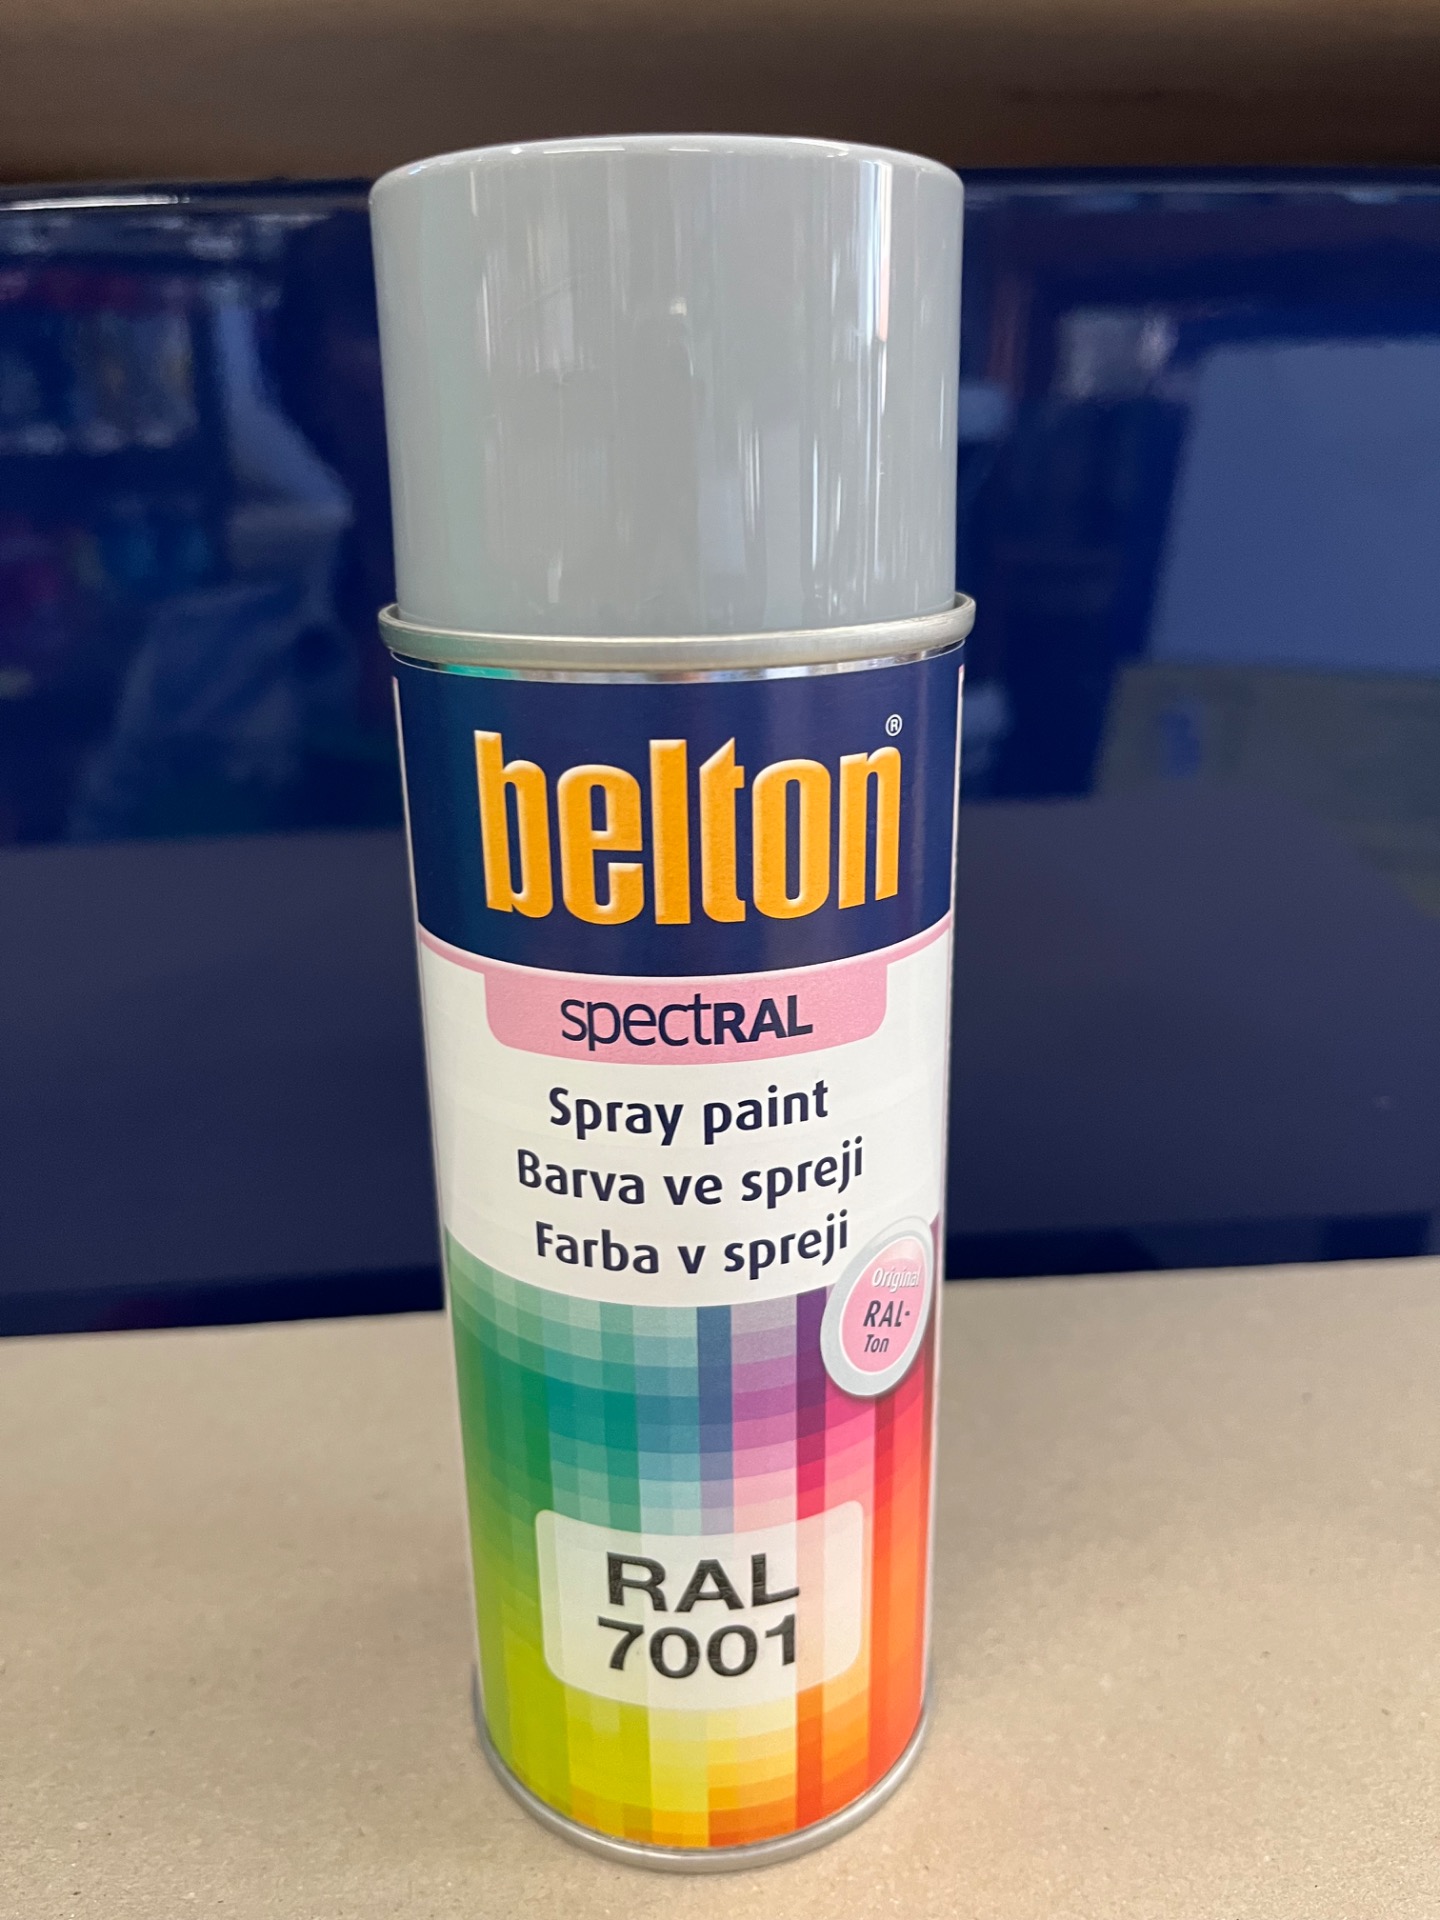 belton®
spectRAL
Spray paint
Barva ve spreji
Farba v spreji
Original
RAL-
Ton
RAL
7001